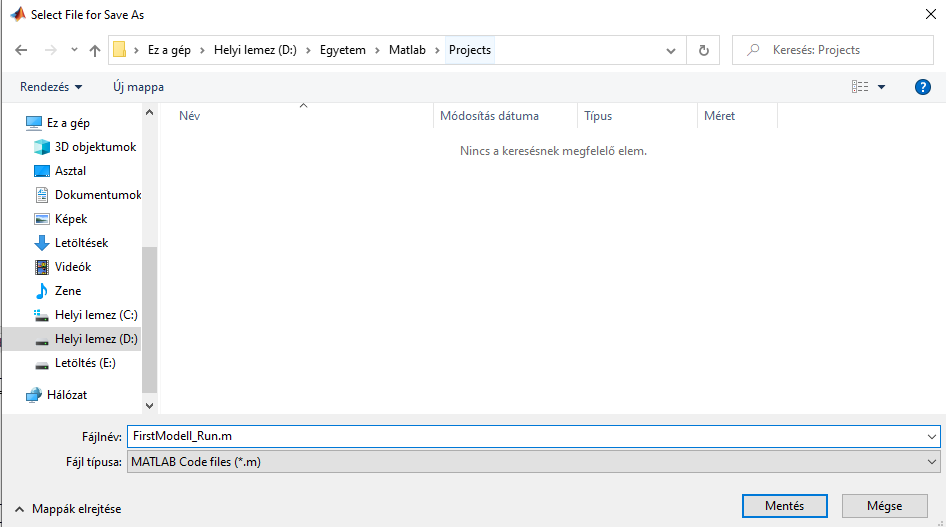 Select File for Save As
Ez a gép
Helyi lemez (D:)
Egyetem
Matlab
Projects
Keresés: Projects
Rendezés
Új mappa
Név
Módosítás dátuma
Típus
Méret
Nincs a keresésnek megfelelő elem.
Ez a gép
3D objektumok
Asztal
Dokumentumok
Képek
Letöltések
Videók
Zene
Helyi lemez (C:)
Helyi lemez (D:)
Letöltés (E:)
Hálózat
Fájlnév: FirstModell_Run.m
Fájl típusa: MATLAB Code files (*.m)
Mappák elrejtése
Mentés
Mégse